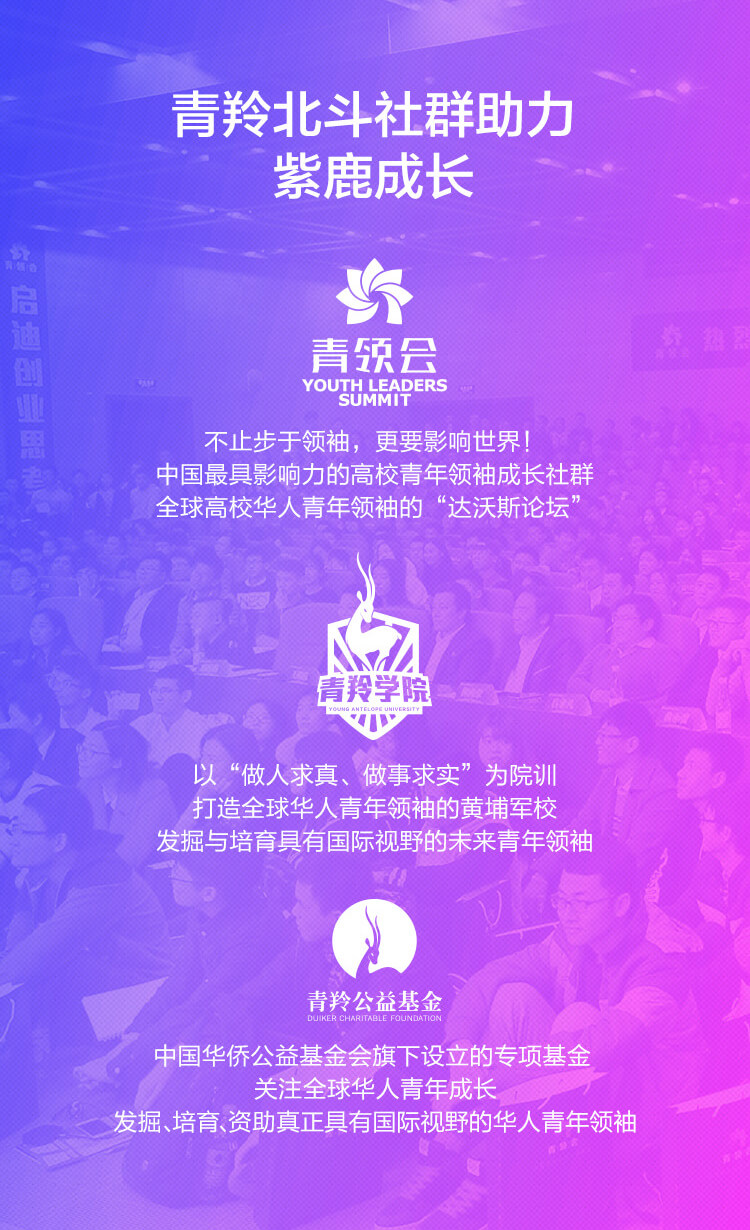 青羚北斗社群助力
紫鹿成长
青领会
启迪创业思考
青领会
YOUTH LEADERS
SUMMIT
不止步于领袖，更要影响世界！
中国最具影响力的高校青年领袖成长社群
全球高校华人青年领袖的“达沃斯论坛”
青羚学院
YOUNG ANTELOPE UNIVERSITY
以“做人求真、做事求实”为院训
打造全球华人青年领袖的黄埔军校
发掘与培育具有国际视野的未来青年领袖
青羚公益基金
DUIKER CHARITABLE FOUNDATION
中国华侨公益基金会旗下设立的专项基金
关注全球华人青年成长
发掘、培育、资助真正具有国际视野的华人青年领袖